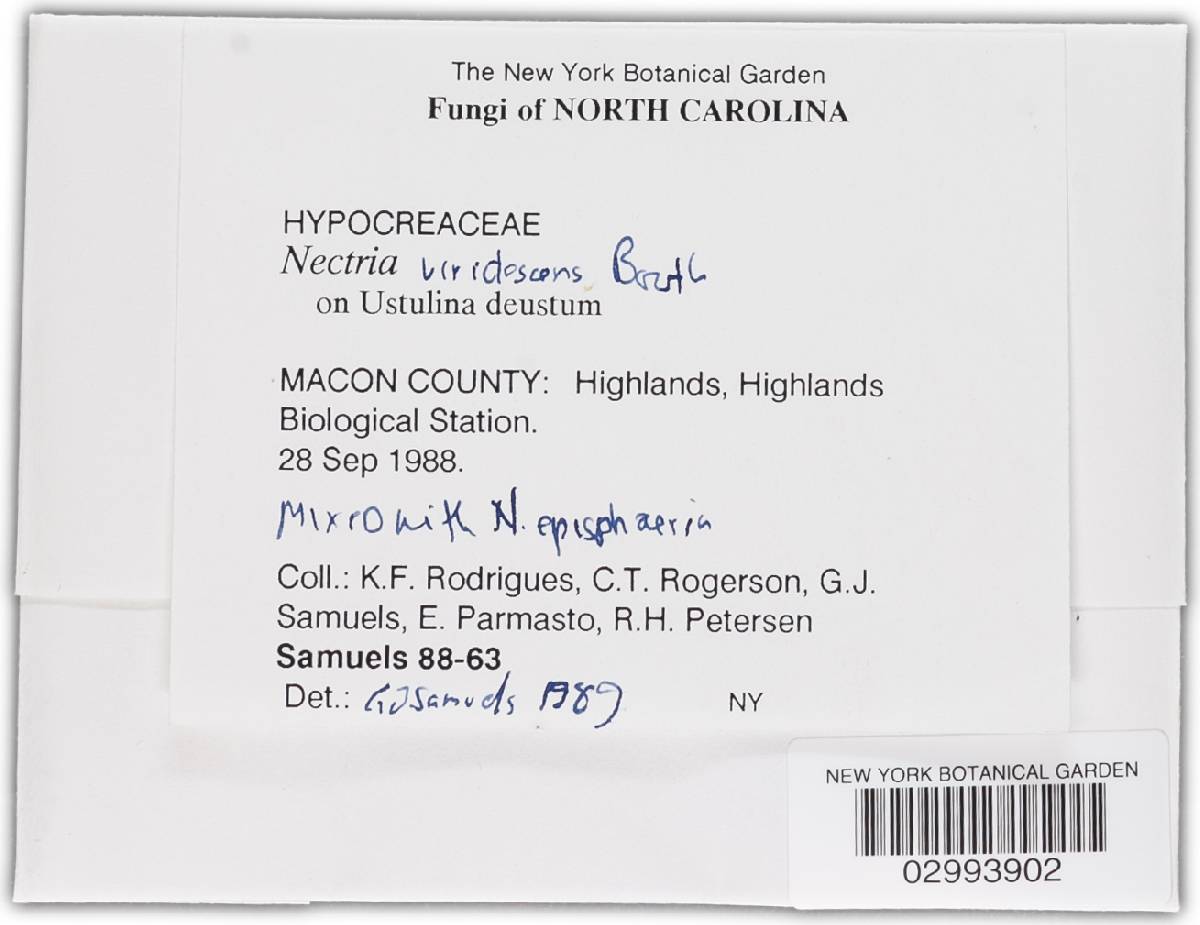 The New York Botanical Garden
Fungi of NORTH CAROLINA
HYPOCREACEAE
Nectria viridescens Booth
on Ustulina deustum
MACON COUNTY: Highlands, Highlands
Biological Station.
28 Sep 1988.
Mixed with N. episphaeria
Coll.: K.F. Rodrigues, C.T. Rogerson, G.J.
Samuels, E. Parmasto, R.H. Petersen
Samuels 88-63
Det.: GJSamuels 1989 NY
NEW YORK BOTANICAL GARDEN
02993902